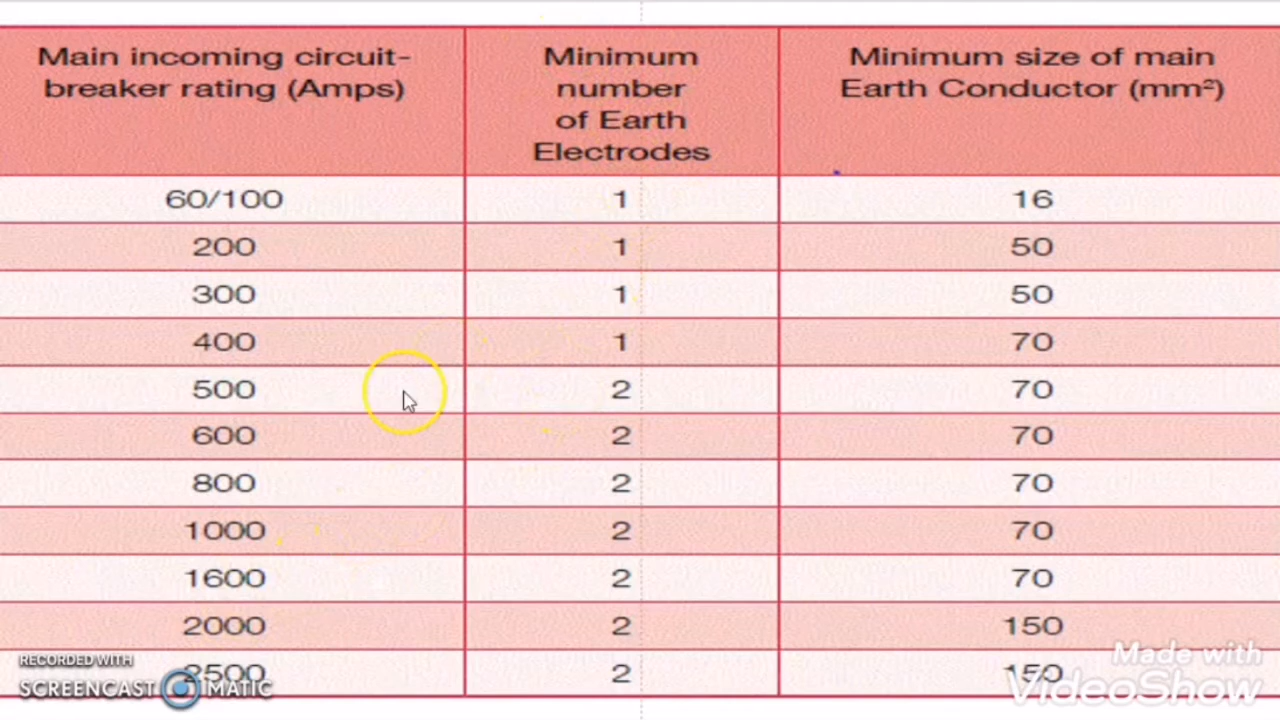 Main incoming circuit-
breaker rating (Amps)
Minimum
number
of Earth
Electrodes
Minimum size of main
Earth Conductor (mm²)
60/100 1 16
200 1 50
300 1 50
400 1 70
500 2 70
600 2 70
800 2 70
1000 2 70
1600 2 70
2000 2 150
2500 2 150
RECORDED WITH
SCREENCAST MATIC
Made with
VideoShow